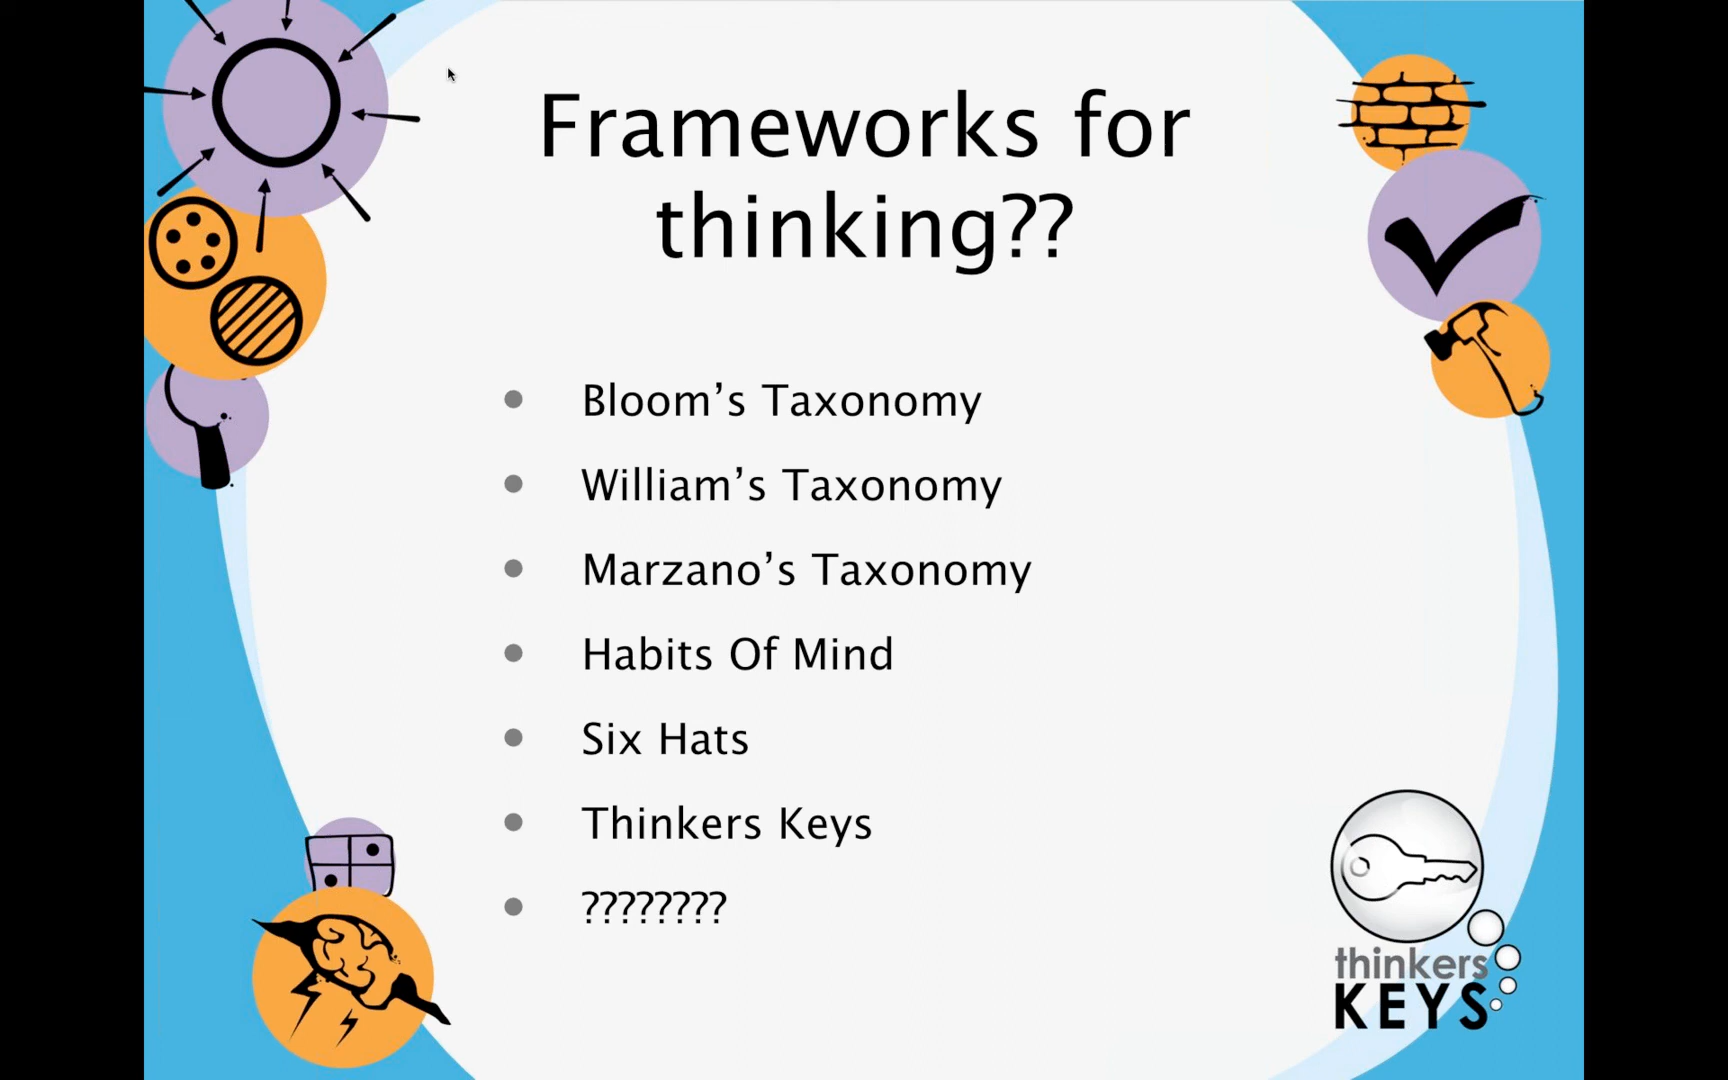 Frameworks for
thinking??
Bloom’s Taxonomy
William’s Taxonomy
Marzano’s Taxonomy
Habits Of Mind
Six Hats
Thinkers Keys
????????
thinkers
KEYS